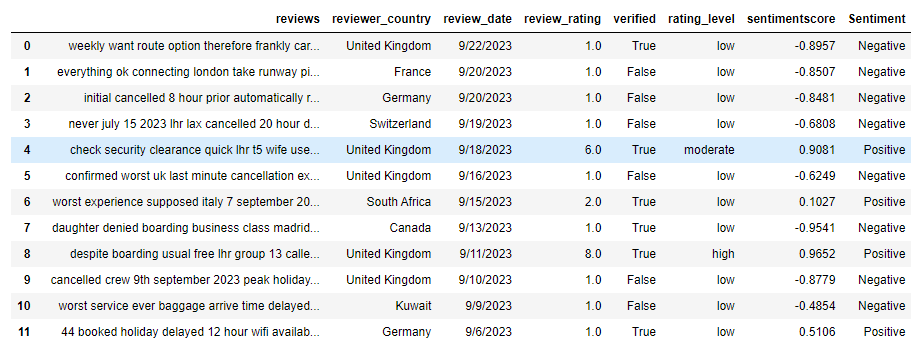 reviews reviewer_country review_date review_rating verified rating_level sentimentscore Sentiment
0 weekly want route option therefore frankly car... United Kingdom 9/22/2023 1.0 True low -0.8957 Negative
1 everything ok connecting london take runway pi... France 9/20/2023 1.0 False low -0.8507 Negative
2 initial cancelled 8 hour prior automatically r... Germany 9/20/2023 1.0 False low -0.8481 Negative
3 never july 15 2023 lhr lax cancelled 20 hour d... Switzerland 9/19/2023 1.0 False low -0.6808 Negative
4 check security clearance quick lhr t5 wife use... United Kingdom 9/18/2023 6.0 True moderate 0.9081 Positive
5 confirmed worst uk last minute cancellation ex... United Kingdom 9/16/2023 1.0 False low -0.6249 Negative
6 worst experience supposed italy 7 september 20... South Africa 9/15/2023 2.0 True low 0.1027 Positive
7 daughter denied boarding business class madrid... Canada 9/13/2023 1.0 True low -0.9541 Negative
8 despite boarding usual free lhr group 13 calle... United Kingdom 9/11/2023 8.0 True high 0.9652 Positive
9 cancelled crew 9th september 2023 peak holiday... United Kingdom 9/10/2023 1.0 False low -0.8779 Negative
10 worst service ever baggage arrive time delayed... Kuwait 9/9/2023 1.0 False low -0.4854 Negative
11 44 booked holiday delayed 12 hour wifi availab... Germany 9/6/2023 1.0 True low 0.5106 Positive